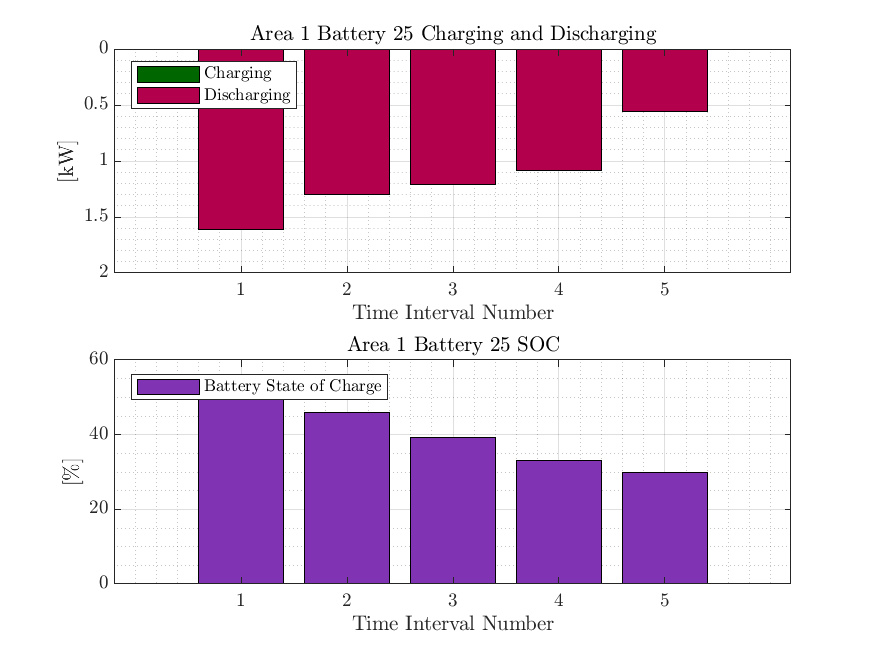 Area 1 Battery 25 Charging and Discharging
0
0.5
1
1.5
2
[kW]
Charging
Discharging
1 2 3 4 5
Time Interval Number
Area 1 Battery 25 SOC
60
40
20
0
[%]
Battery State of Charge
1 2 3 4 5
Time Interval Number